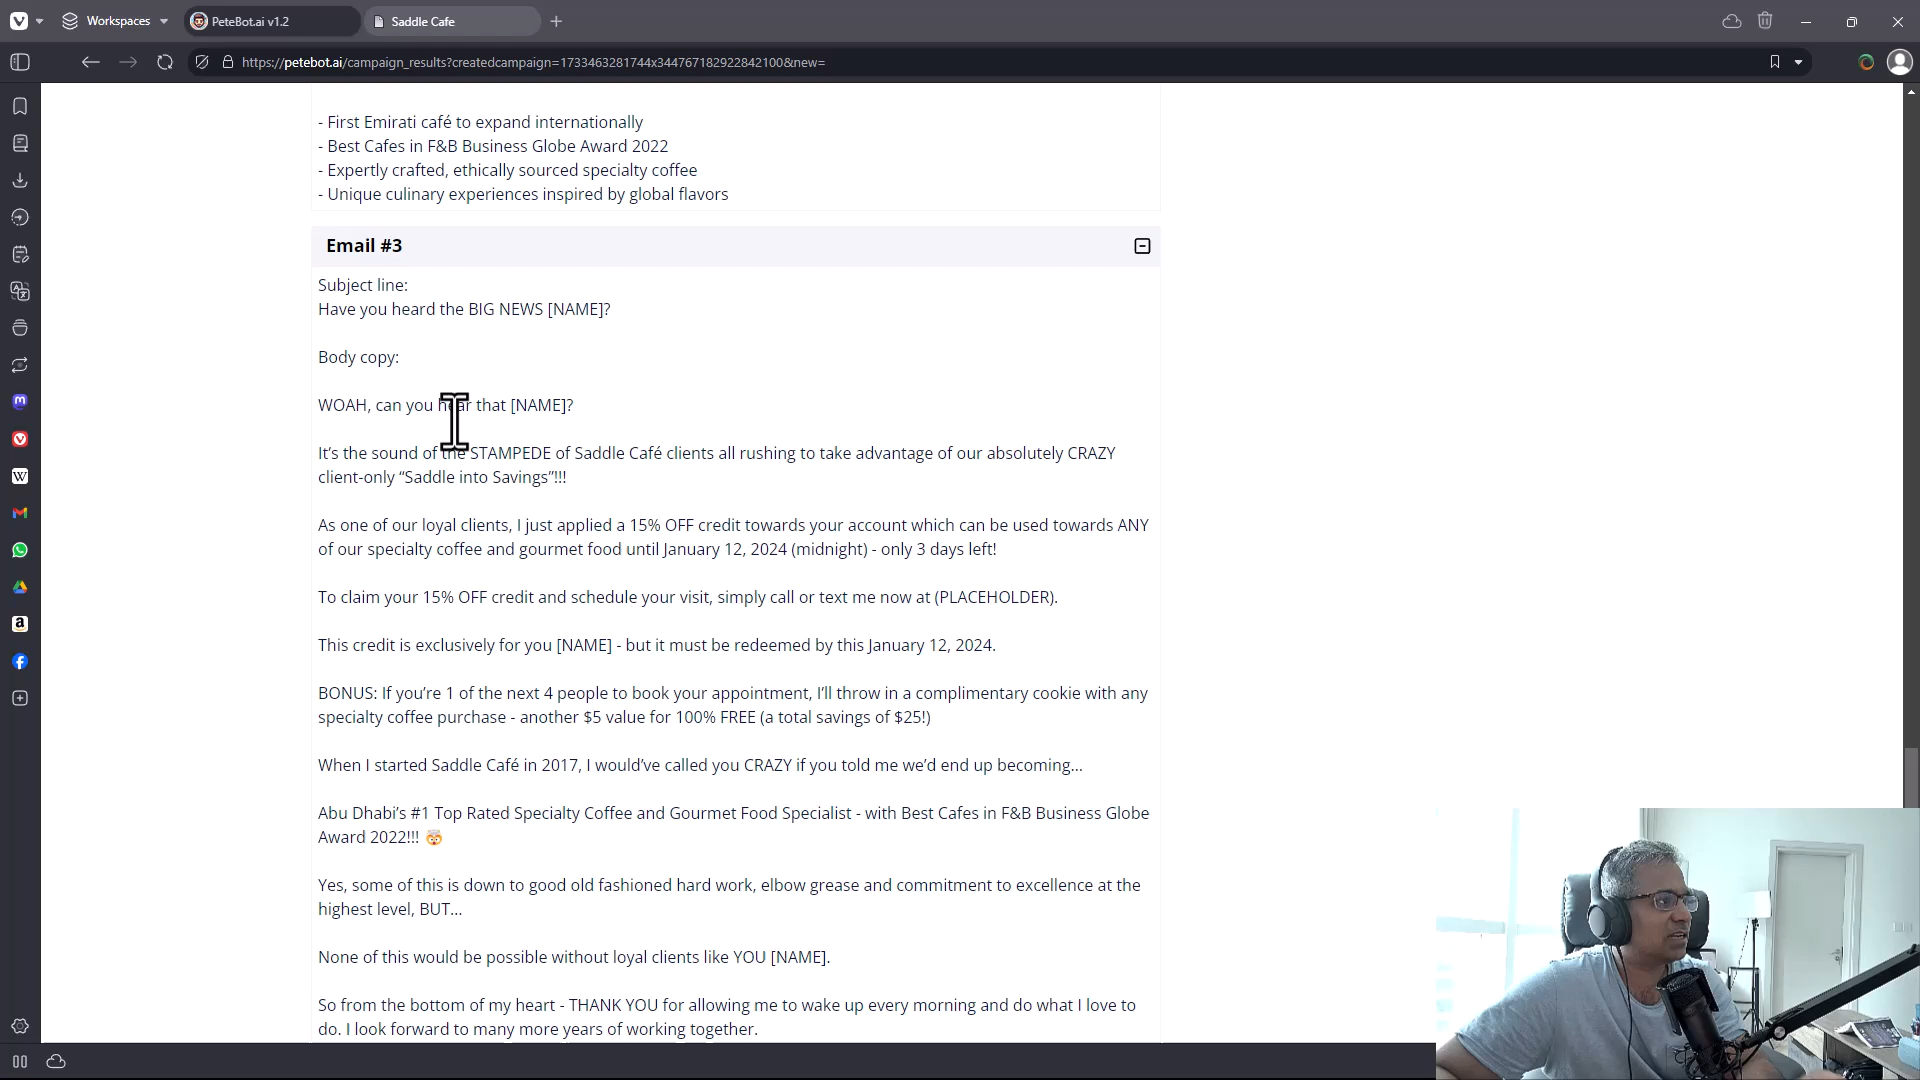 Workspaces
PeteBot.ai v1.2
Saddle Cafe
https://petebot.ai/campaign_results?createdcampaign=1733463281744x344767182922842100&new=
- First Emirati café to expand internationally
- Best Cafes in F&B Business Globe Award 2022
- Expertly crafted, ethically sourced specialty coffee
- Unique culinary experiences inspired by global flavors
Email #3
Subject line:
Have you heard the BIG NEWS [NAME]?
Body copy:
WOAH, can you hear that [NAME]?
It’s the sound of the STAMPEDE of Saddle Café clients all rushing to take advantage of our absolutely CRAZY
client-only “Saddle into Savings”!!!
As one of our loyal clients, I just applied a 15% OFF credit towards your account which can be used towards ANY
of our specialty coffee and gourmet food until January 12, 2024 (midnight) - only 3 days left!
To claim your 15% OFF credit and schedule your visit, simply call or text me now at (PLACEHOLDER).
This credit is exclusively for you [NAME] - but it must be redeemed by this January 12, 2024.
BONUS: If you’re 1 of the next 4 people to book your appointment, I’ll throw in a complimentary cookie with any
specialty coffee purchase - another $5 value for 100% FREE (a total savings of $25!)
When I started Saddle Café in 2017, I would’ve called you CRAZY if you told me we’d end up becoming...
Abu Dhabi’s #1 Top Rated Specialty Coffee and Gourmet Food Specialist - with Best Cafes in F&B Business Globe
Award 2022!!! 🤯
Yes, some of this is down to good old fashioned hard work, elbow grease and commitment to excellence at the
highest level, BUT...
None of this would be possible without loyal clients like YOU [NAME].
So from the bottom of my heart - THANK YOU for allowing me to wake up every morning and do what I love to
do. I look forward to many more years of working together.